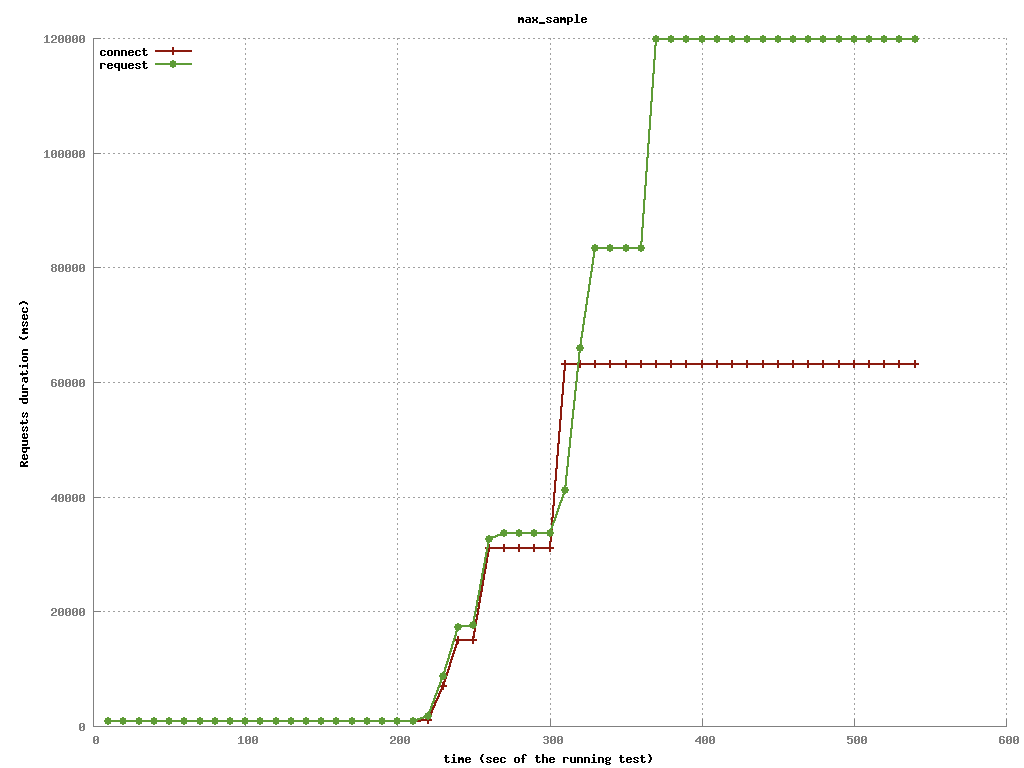 max_sample
connect
request
120000
100000
80000
60000
40000
20000
0
Requests duration (msec)
0 100 200 300 400 500 600
time (sec of the running test)